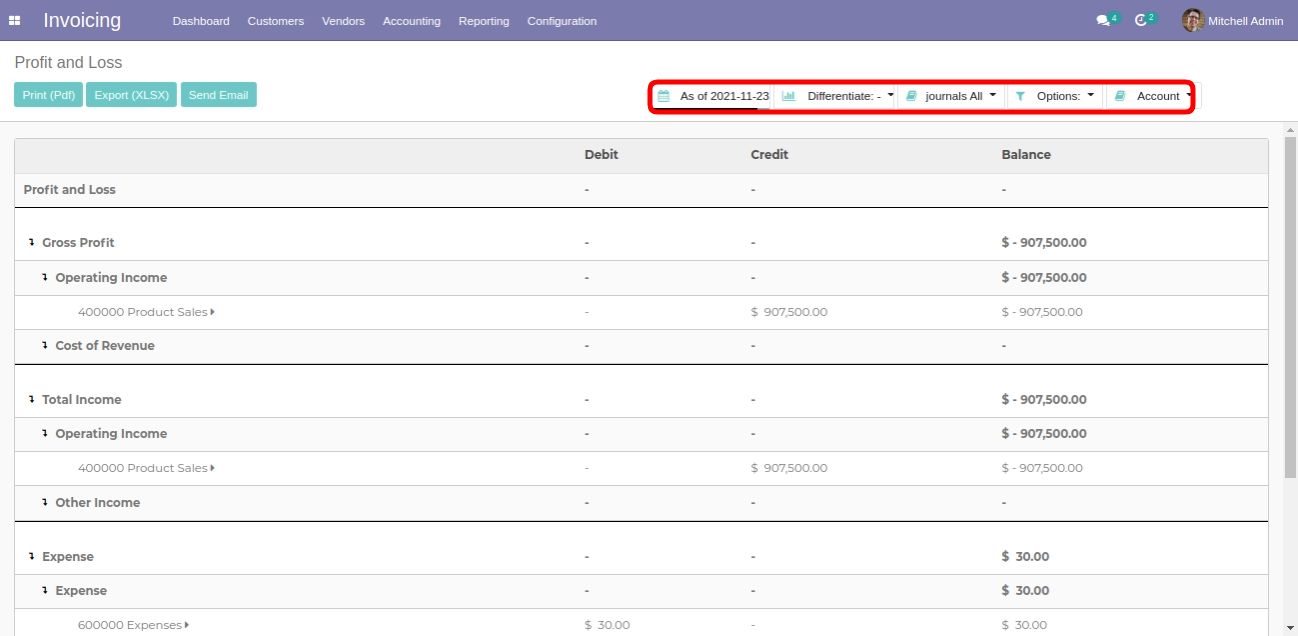 Invoicing Dashboard Customers Vendors Accounting Reporting Configuration 4 2 Mitchell Admin
Profit and Loss
Print (Pdf) Export (XLSX) Send Email As of 2021-11-23 Differentiate: - journals All Options: Account
Debit Credit Balance
Profit and Loss - - -
Gross Profit - - $ - 907,500.00
Operating Income - - $ - 907,500.00
400000 Product Sales - $ 907,500.00 $ - 907,500.00
Cost of Revenue - - -
Total Income - - $ - 907,500.00
Operating Income - - $ - 907,500.00
400000 Product Sales - $ 907,500.00 $ - 907,500.00
Other Income - - -
Expense - - $ 30.00
Expense - - $ 30.00
600000 Expenses $ 30.00 - $ 30.00